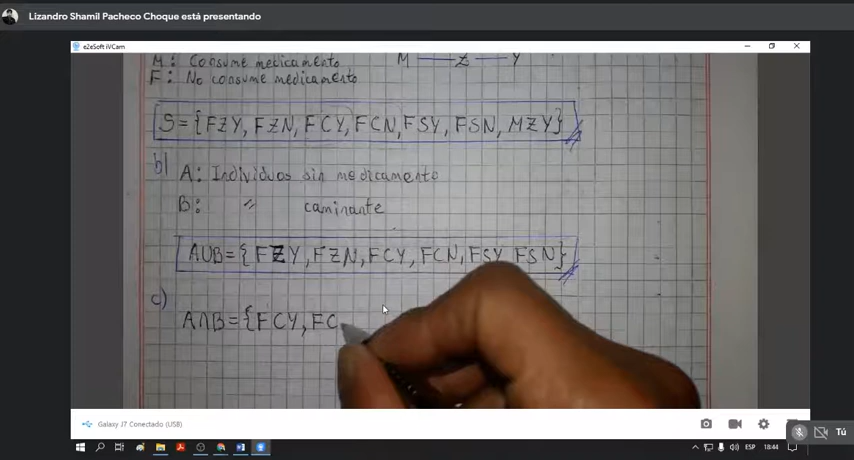 Lizandro Shamil Pacheco Choque está presentando
e2eSoft iVCam
M: Consume medicamento
M — Z — Y
F: No consume medicamento
S={FZY, FZN, FCY, FCN, FSY, FSN, MZY}
b) A: Individuos sin medicamento
B: " caminante
AUB={FZY, FZN, FCY, FCN, FSY, FSN}
c)
A∩B={FCY, FC
Galaxy J7 Conectado (USB)
Tú
ESP 18:44